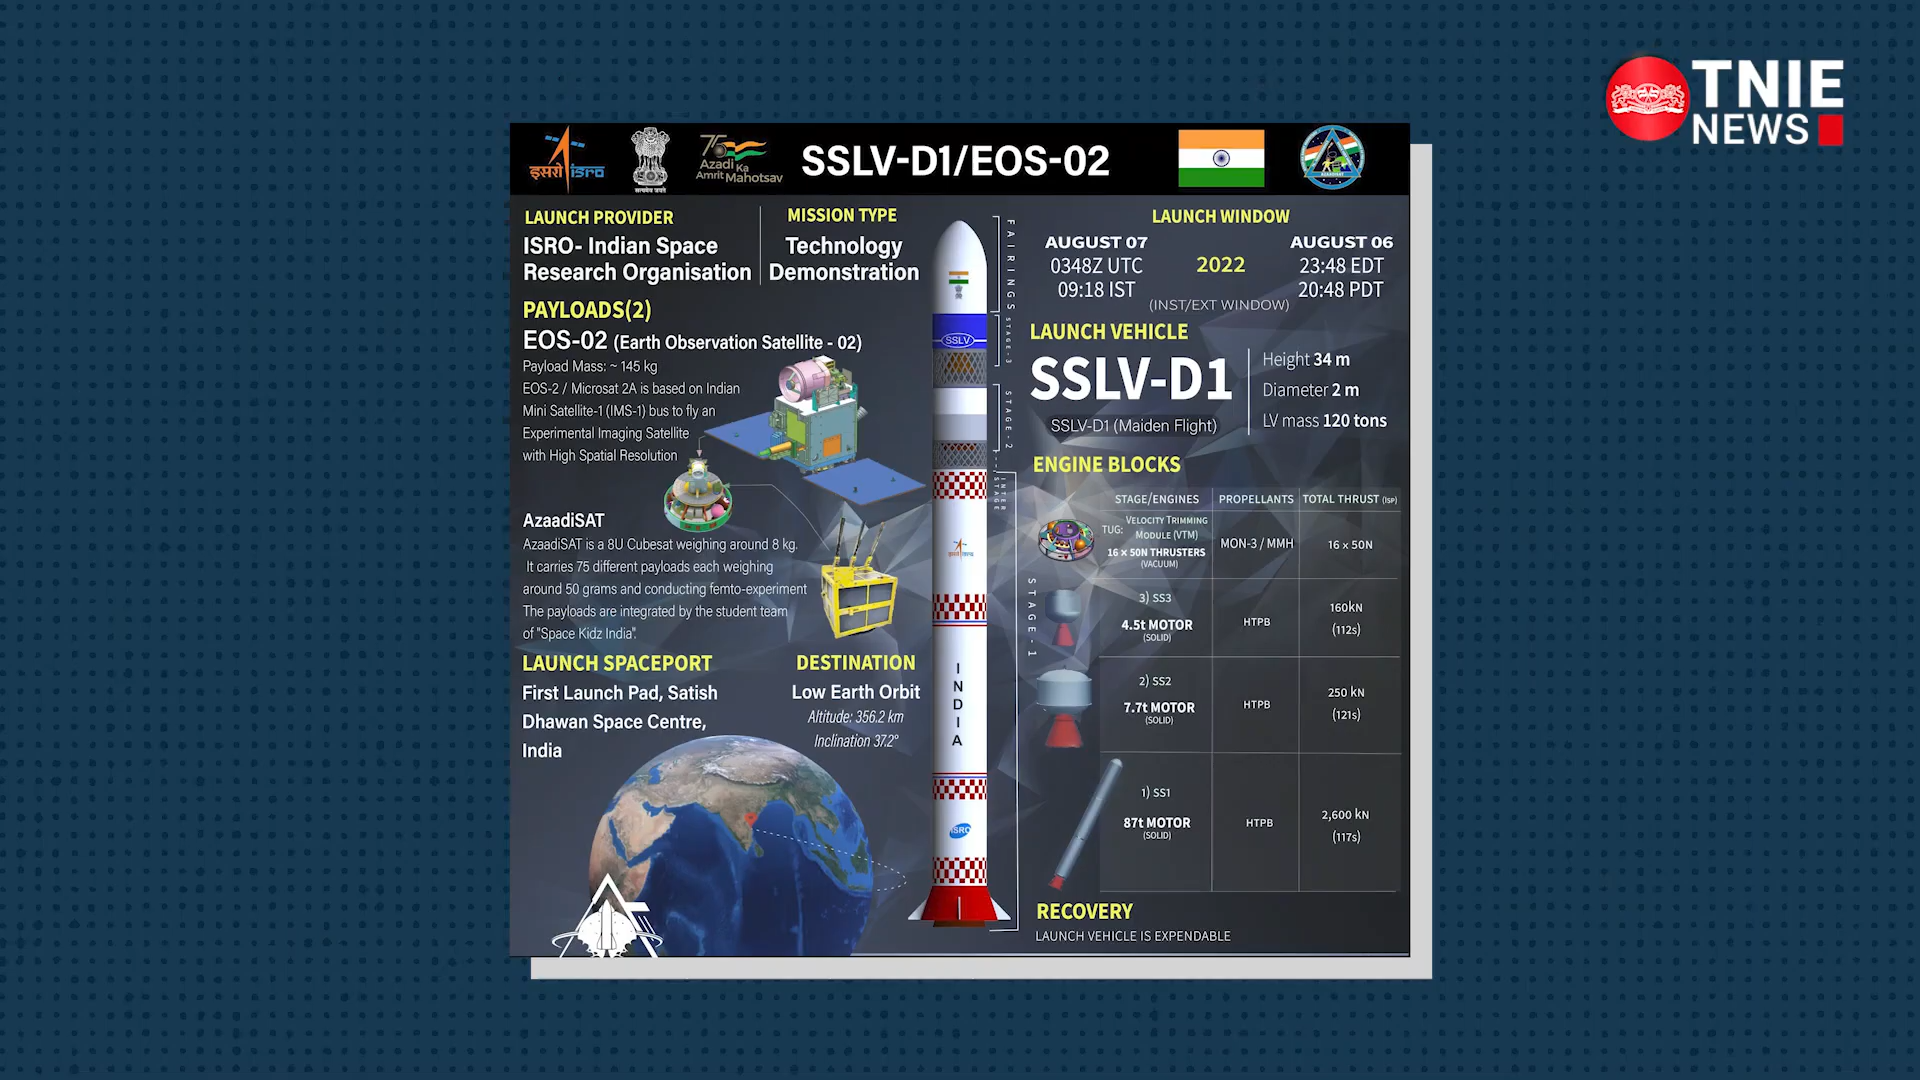 TNIE
NEWS
इसरो isro
सत्यमेव जयते
75
Azadi Ka
Amrit Mahotsav
SSLV-D1/EOS-02
LAUNCH PROVIDER
ISRO- Indian Space
Research Organisation
MISSION TYPE
Technology
Demonstration
PAYLOADS(2)
EOS-02 (Earth Observation Satellite - 02)
Payload Mass: ~ 145 kg
EOS-2 / Microsat 2A is based on Indian
Mini Satellite-1 (IMS-1) bus to fly an
Experimental Imaging Satellite
with High Spatial Resolution
AzaadiSAT
AzaadiSAT is a 8U Cubesat weighing around 8 kg.
It carries 75 different payloads each weighing
around 50 grams and conducting femto-experiment
The payloads are integrated by the student team
of "Space Kidz India".
LAUNCH SPACEPORT
First Launch Pad, Satish
Dhawan Space Centre,
India
DESTINATION
Low Earth Orbit
Altitude: 356.2 km
Inclination 37.2°
SSLV
INDIA
ISRO
FAIRINGS
STAGE-3
STAGE-2
INTER
STAGE
STAGE-1
LAUNCH WINDOW
AUGUST 07
0348Z UTC
09:18 IST
2022
AUGUST 06
23:48 EDT
20:48 PDT
(INST/EXT WINDOW)
LAUNCH VEHICLE
SSLV-D1
SSLV-D1 (Maiden Flight)
Height 34 m
Diameter 2 m
LV mass 120 tons
ENGINE BLOCKS
STAGE/ENGINES PROPELLANTS TOTAL THRUST (ISP)
TUG: VELOCITY TRIMMING
MODULE (VTM)
16 × 50N THRUSTERS
(VACUUM)
MON-3 / MMH
16 x 50N
3) SS3
4.5t MOTOR
(SOLID)
HTPB
160kN
(112s)
2) SS2
7.7t MOTOR
(SOLID)
HTPB
250 kN
(121s)
1) SS1
87t MOTOR
(SOLID)
HTPB
2,600 kN
(117s)
RECOVERY
LAUNCH VEHICLE IS EXPENDABLE